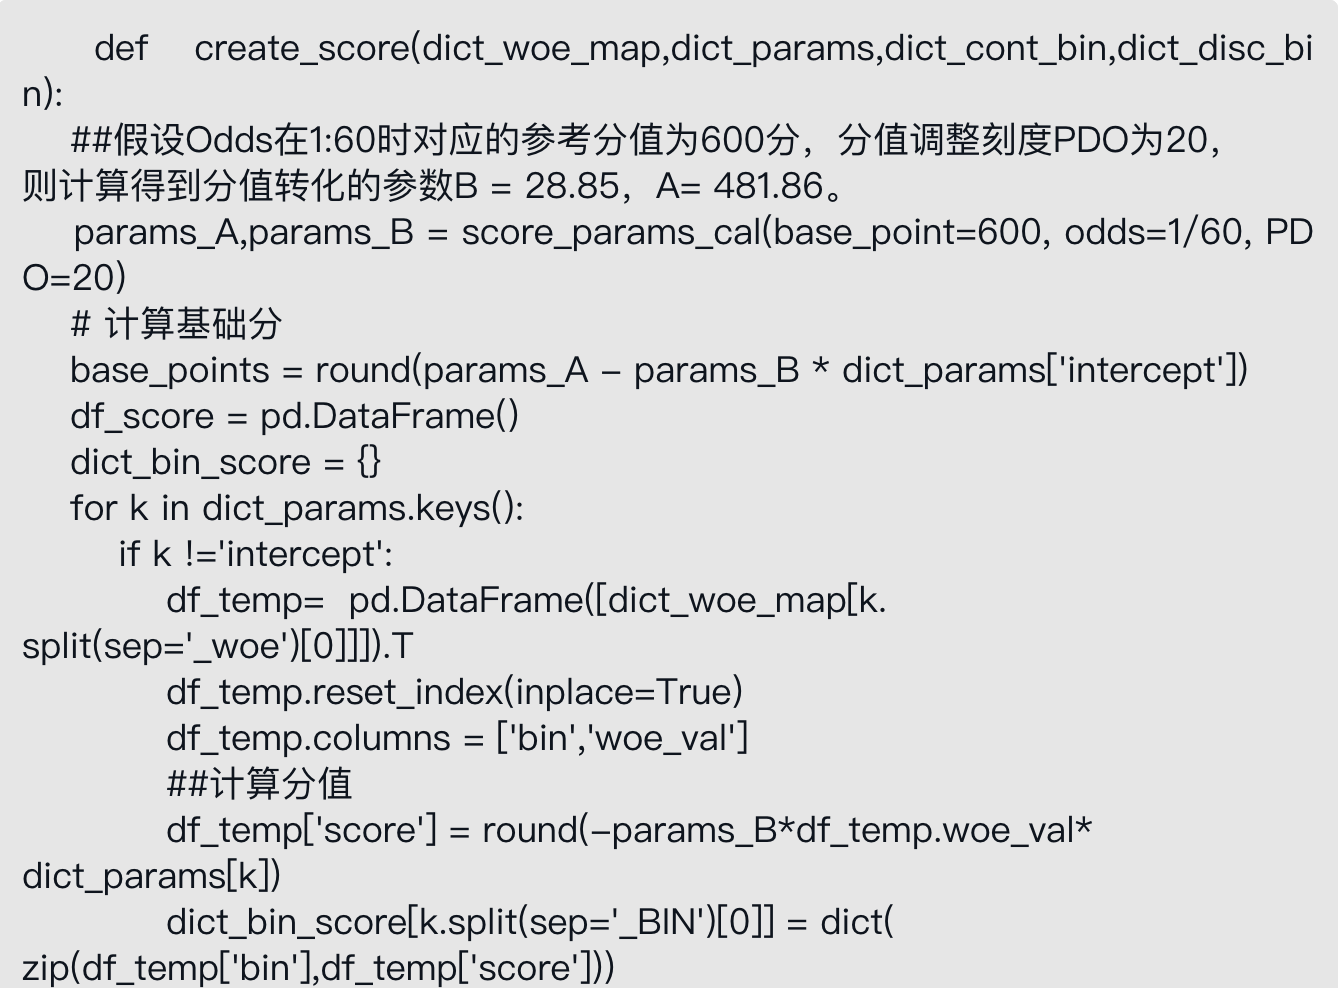 def create_score(dict_woe_map,dict_params,dict_cont_bin,dict_disc_bi
n):
##假设Odds在1:60时对应的参考分值为600分，分值调整刻度PDO为20，
则计算得到分值转化的参数B = 28.85，A= 481.86。
params_A,params_B = score_params_cal(base_point=600, odds=1/60, PD
O=20)
# 计算基础分
base_points = round(params_A – params_B * dict_params['intercept'])
df_score = pd.DataFrame()
dict_bin_score = {}
for k in dict_params.keys():
if k !='intercept':
df_temp= pd.DataFrame([dict_woe_map[k.
split(sep='_woe')[0]]]).T
df_temp.reset_index(inplace=True)
df_temp.columns = ['bin','woe_val']
##计算分值
df_temp['score'] = round(–params_B*df_temp.woe_val*
dict_params[k])
dict_bin_score[k.split(sep='_BIN')[0]] = dict(
zip(df_temp['bin'],df_temp['score']))